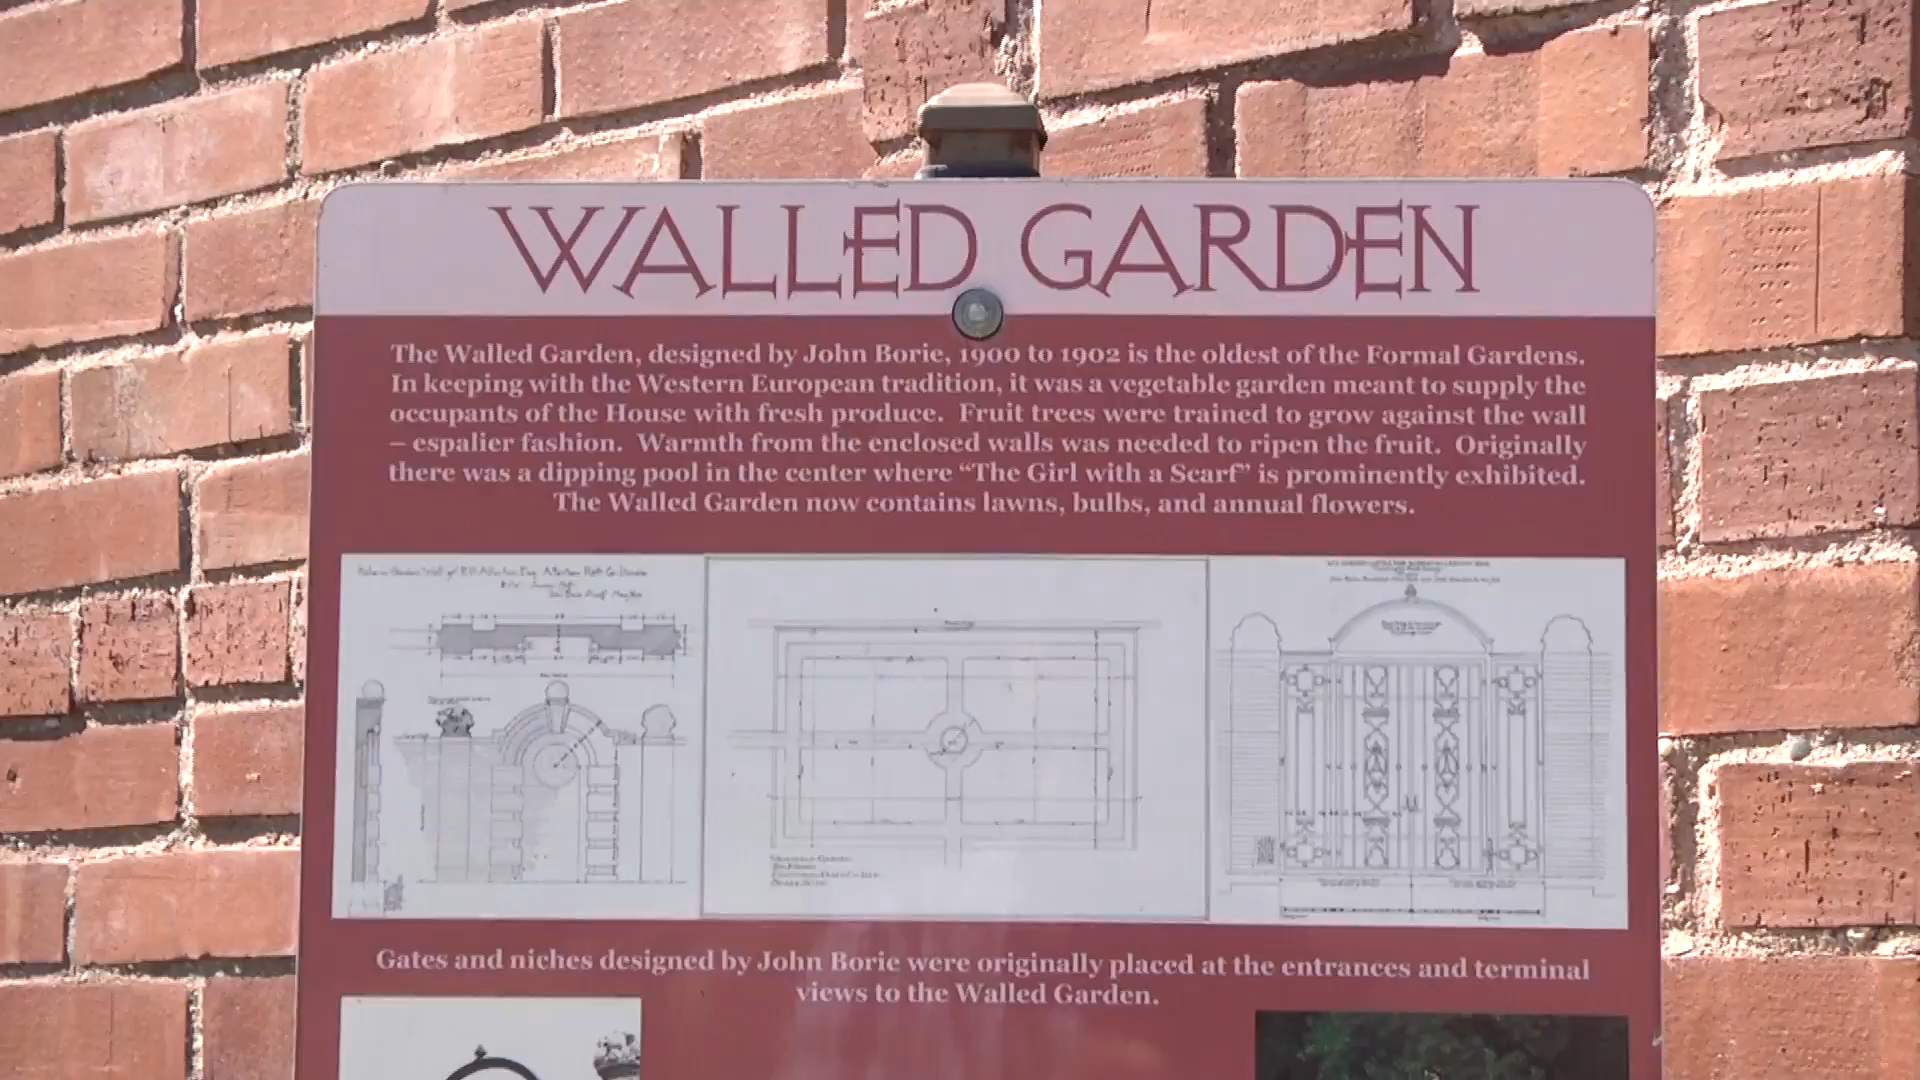 WALLED GARDEN
The Walled Garden, designed by John Borie, 1900 to 1902 is the oldest of the Formal Gardens.
In keeping with the Western European tradition, it was a vegetable garden meant to supply the
occupants of the House with fresh produce. Fruit trees were trained to grow against the wall
– espalier fashion. Warmth from the enclosed walls was needed to ripen the fruit. Originally
there was a dipping pool in the center where “The Girl with a Scarf” is prominently exhibited.
The Walled Garden now contains lawns, bulbs, and annual flowers.
Gates and niches designed by John Borie were originally placed at the entrances and terminal
views to the Walled Garden.